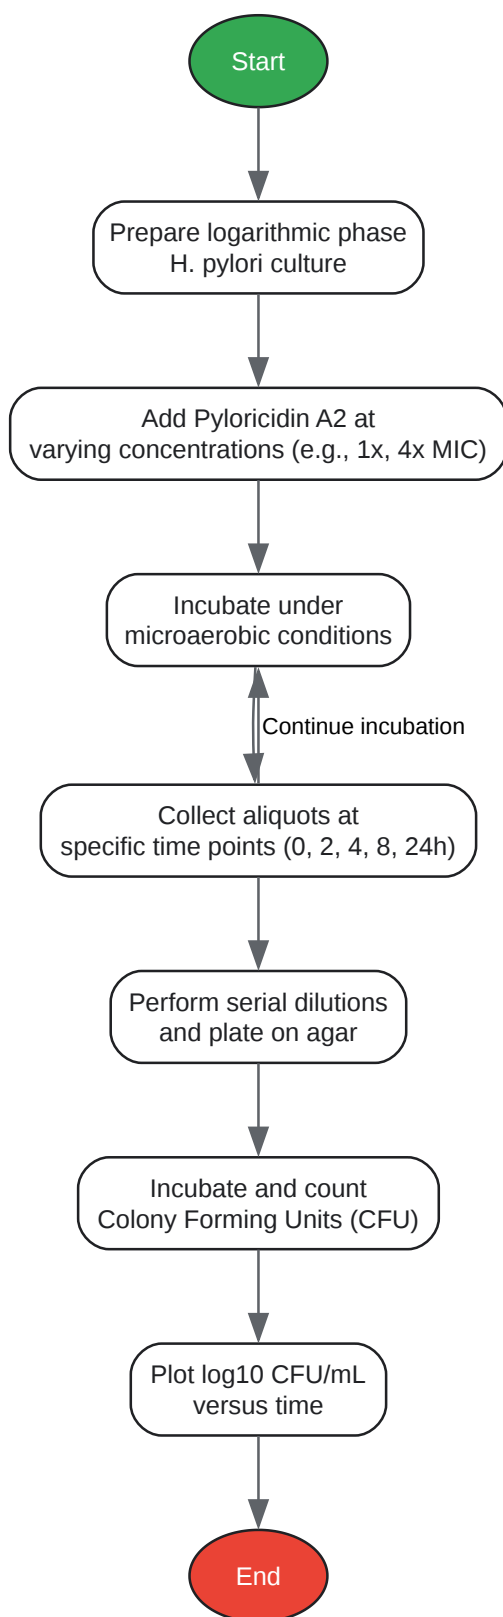 Start
Prepare logarithmic phase
H. pylori culture
Add Pyloricidin A2 at
varying concentrations (e.g., 1x, 4x MIC)
Incubate under
microaerobic conditions
Continue incubation
Collect aliquots at
specific time points (0, 2, 4, 8, 24h)
Perform serial dilutions
and plate on agar
Incubate and count
Colony Forming Units (CFU)
Plot log10 CFU/mL
versus time
End